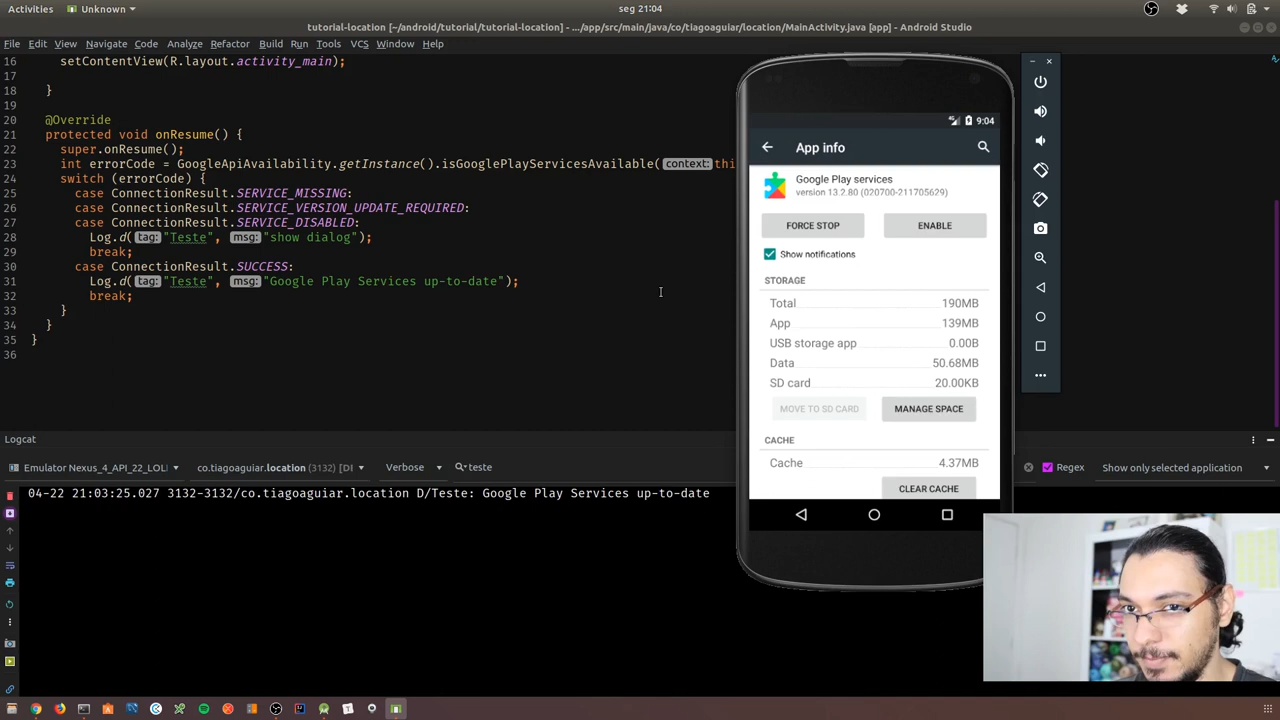 Activities
Unknown
seg 21:04
tutorial-location [~/android/tutorial/tutorial-location] - .../app/src/main/java/co/tiagoaguiar/location/MainActivity.java [app] - Android Studio
File Edit View Navigate Code Analyze Refactor Build Run Tools VCS Window Help
16 setContentView(R.layout.activity_main);
17
18 }
19
20 @Override
21 protected void onResume() {
22 super.onResume();
23 int errorCode = GoogleApiAvailability.getInstance().isGooglePlayServicesAvailable( context: thi
24 switch (errorCode) {
25 case ConnectionResult.SERVICE_MISSING:
26 case ConnectionResult.SERVICE_VERSION_UPDATE_REQUIRED:
27 case ConnectionResult.SERVICE_DISABLED:
28 Log.d( tag: "Teste", msg: "show dialog");
29 break;
30 case ConnectionResult.SUCCESS:
31 Log.d( tag: "Teste", msg: "Google Play Services up-to-date");
32 break;
33 }
34 }
35 }
36
9:04
App info
Google Play services
version 13.2.80 (020700-211705629)
FORCE STOP
ENABLE
Show notifications
STORAGE
Total 190MB
App 139MB
USB storage app 0.00B
Data 50.68MB
SD card 20.00KB
MOVE TO SD CARD
MANAGE SPACE
CACHE
Cache 4.37MB
CLEAR CACHE
Logcat
Emulator Nexus_4_API_22_LOLI
co.tiagoaguiar.location (3132) [DE
Verbose
teste
Regex
Show only selected application
04-22 21:03:25.027 3132-3132/co.tiagoaguiar.location D/Teste: Google Play Services up-to-date